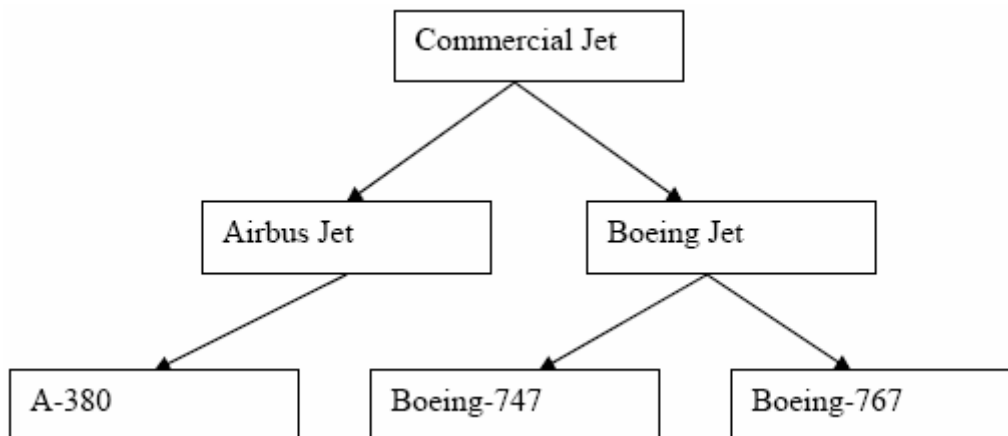 Commercial Jet
Airbus Jet
Boeing Jet
A-380
Boeing-747
Boeing-767